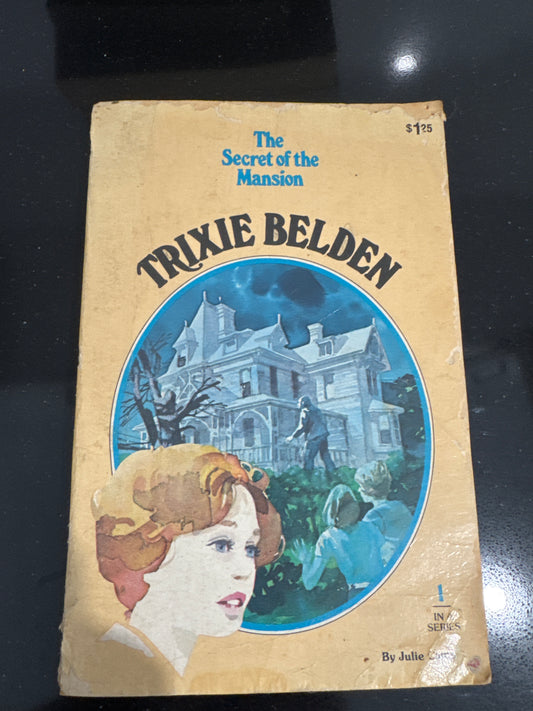 $1.25
The
Secret of the
Mansion
TRIXIE BELDEN
1
IN A
SERIES
By Julie